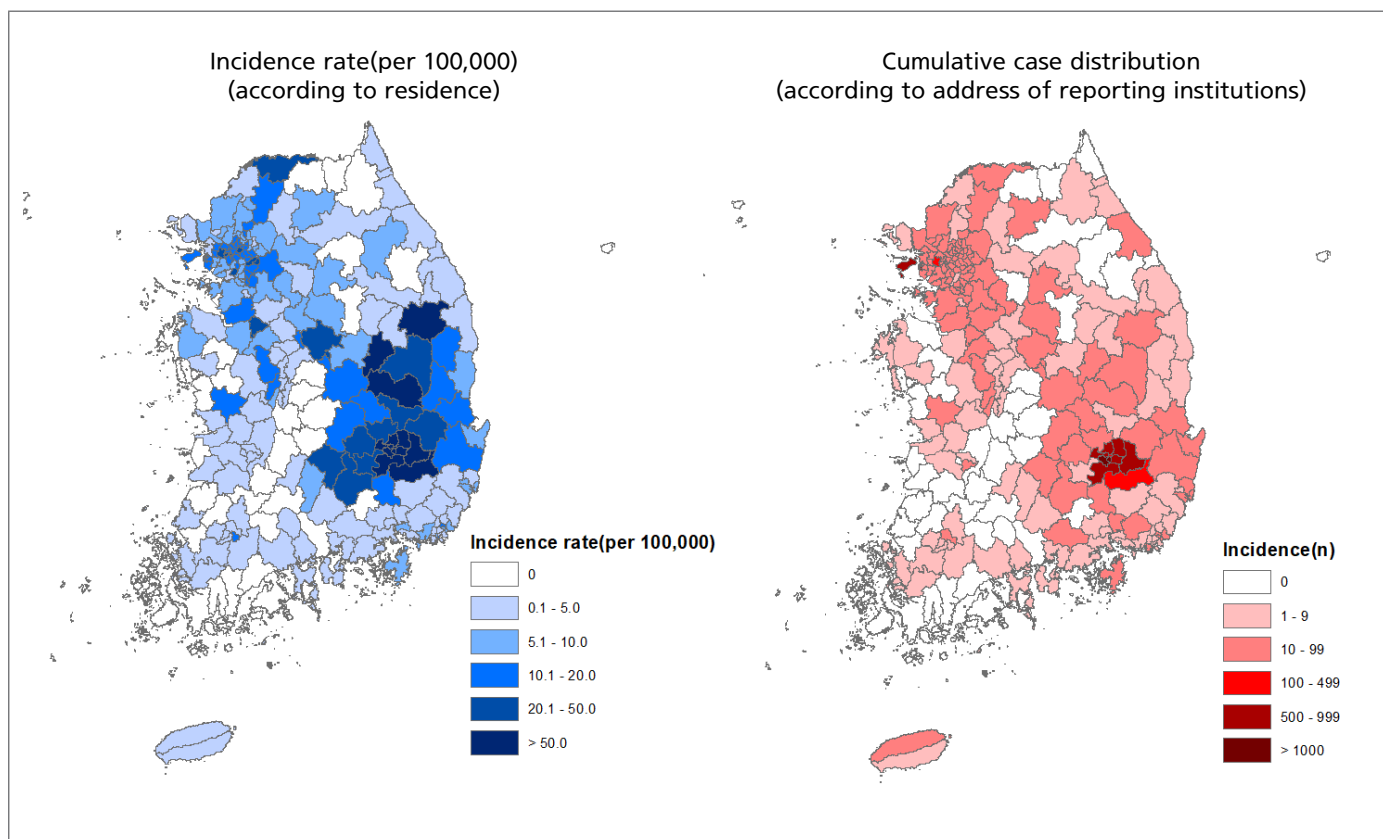 Incidence rate(per 100,000)
(according to residence)
Cumulative case distribution
(according to address of reporting institutions)
Incidence rate(per 100,000)
0
0.1 - 5.0
5.1 - 10.0
10.1 - 20.0
20.1 - 50.0
> 50.0
Incidence(n)
0
1 - 9
10 - 99
100 - 499
500 - 999
> 1000